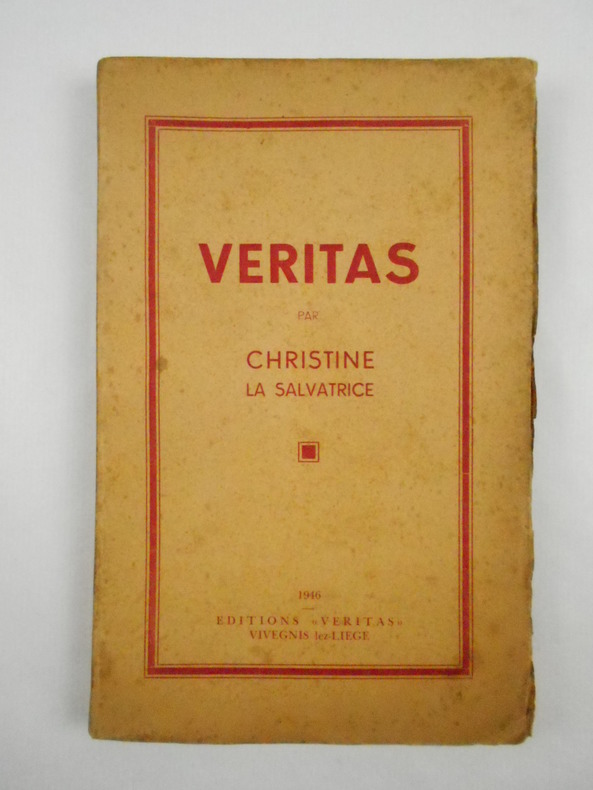 VERITAS
PAR
CHRISTINE
LA SALVATRICE
1946
EDITIONS «VERITAS»
VIVEGNIS lez-LIEGE